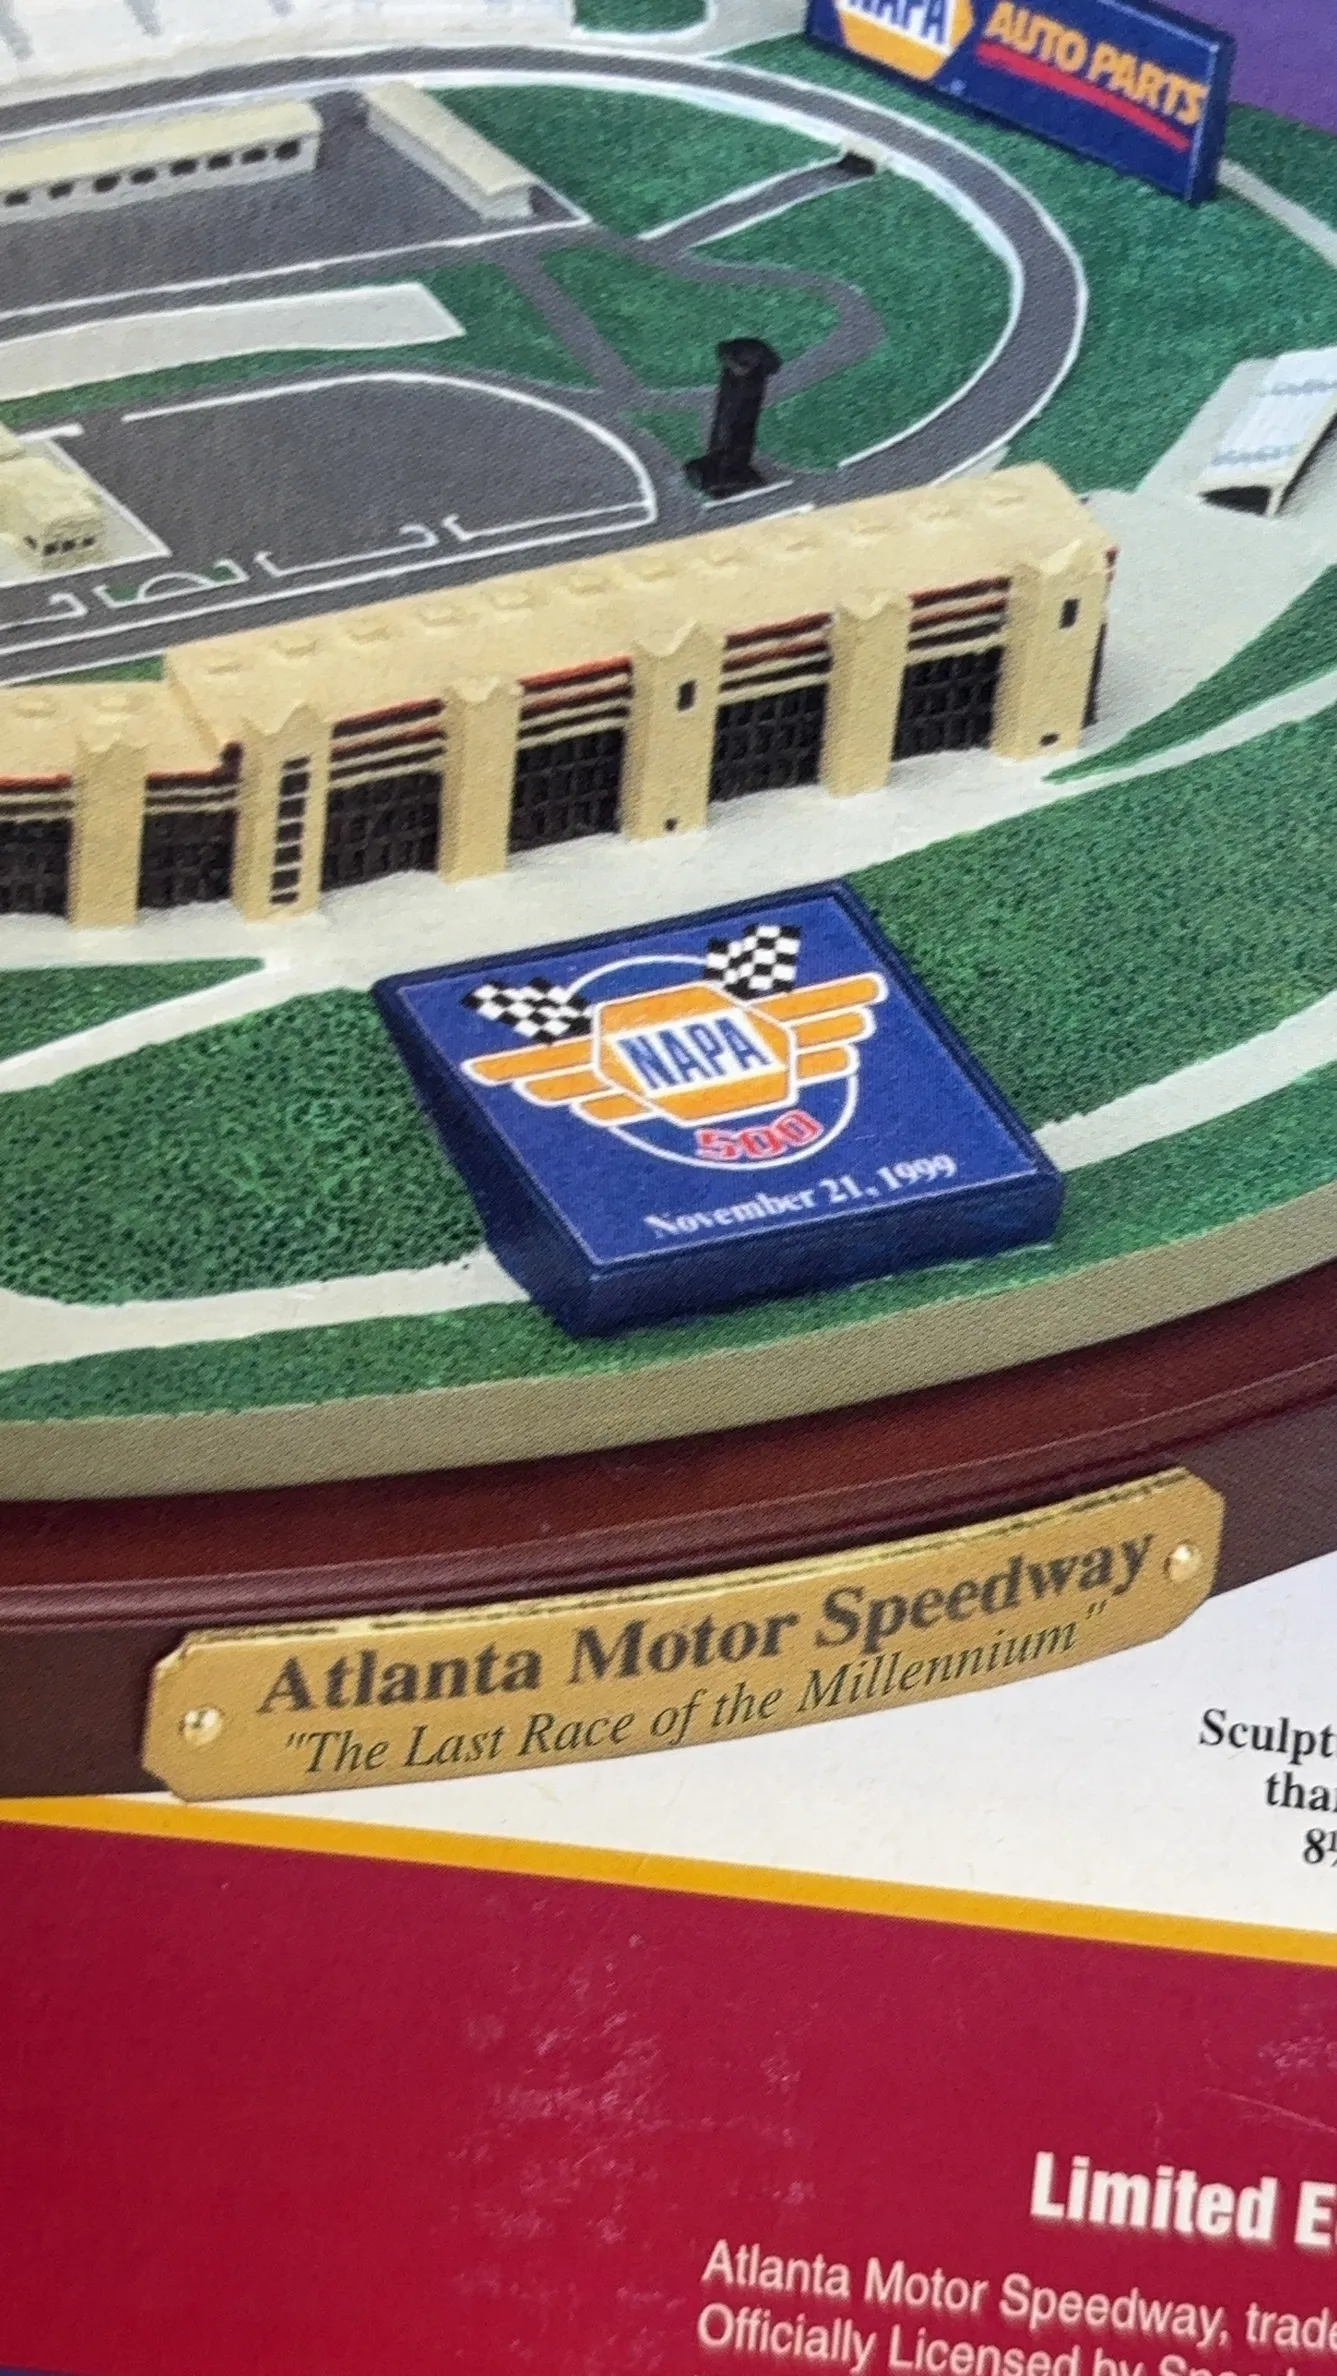 NAPA AUTO PARTS
NAPA
500
November 21, 1999
Atlanta Motor Speedway
"The Last Race of the Millennium"
Limited
Atlanta Motor Speedway,
Officially Licensed by